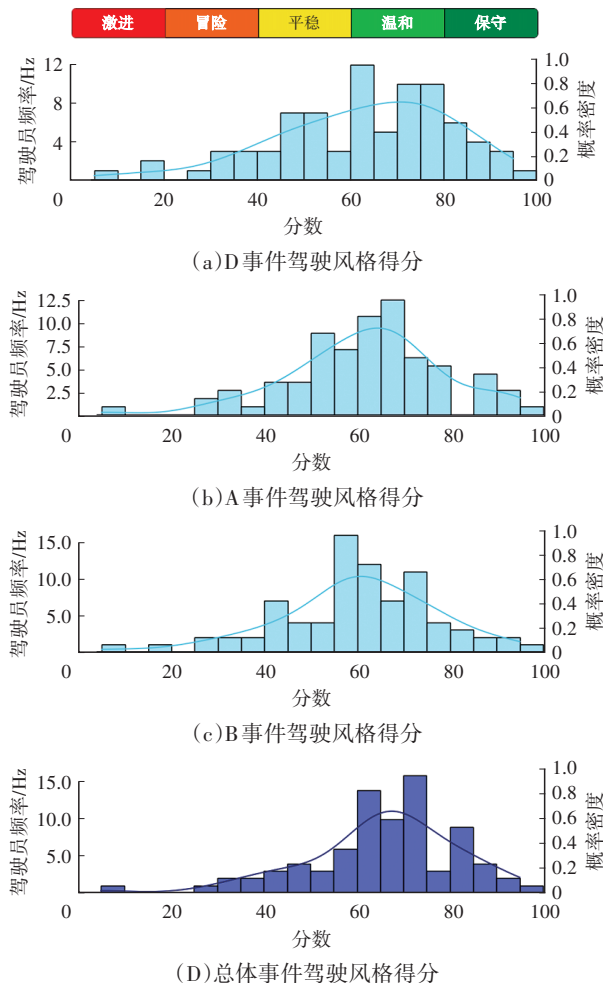 激进 冒险 平稳 温和 保守
驾驶员频率/Hz
12
8
4
概率密度
1.0
0.8
0.6
0.4
0.2
0
0 20 40 60 80 100
分数
(a)D事件驾驶风格得分
驾驶员频率/Hz
12.5
10.0
7.5
5.0
2.5
概率密度
1.0
0.8
0.6
0.4
0.2
0
0 20 40 60 80 100
分数
(b)A事件驾驶风格得分
驾驶员频率/Hz
15.0
10.0
5.0
概率密度
1.0
0.8
0.6
0.4
0.2
0
0 20 40 60 80 100
分数
(c)B事件驾驶风格得分
驾驶员频率/Hz
15.0
10.0
5.0
概率密度
1.0
0.8
0.6
0.4
0.2
0
0 20 40 60 80 100
分数
(D)总体事件驾驶风格得分